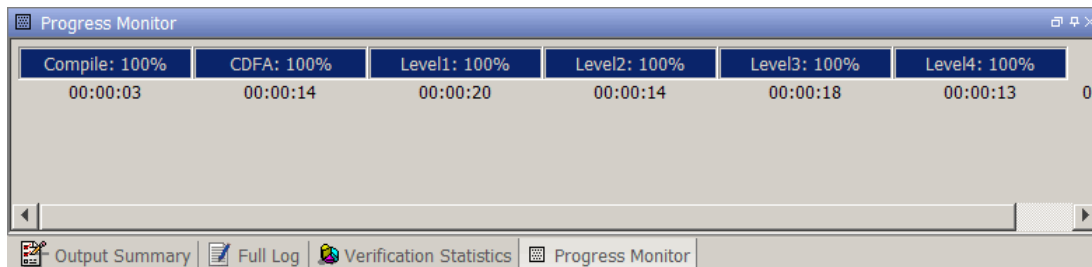 Progress Monitor
Compile: 100% CDFA: 100% Level1: 100% Level2: 100% Level3: 100% Level4: 100%
00:00:03 00:00:14 00:00:20 00:00:14 00:00:18 00:00:13 0
Output Summary Full Log Verification Statistics Progress Monitor